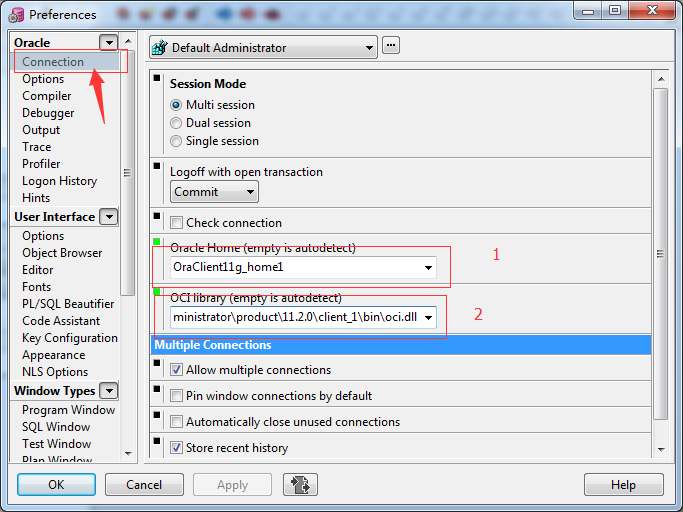 Preferences
Oracle
Connection
Options
Compiler
Debugger
Output
Trace
Profiler
Logon History
Hints
User Interface
Options
Object Browser
Editor
Fonts
PL/SQL Beautifier
Code Assistant
Key Configuration
Appearance
NLS Options
Window Types
Program Window
SQL Window
Test Window
Plan Window
Default Administrator
...
Session Mode
Multi session
Dual session
Single session
Logoff with open transaction
Commit
Check connection
Oracle Home (empty is autodetect)
OraClient11g_home1
1
OCI library (empty is autodetect)
ministrator\product\11.2.0\client_1\bin\oci.dll
2
Multiple Connections
Allow multiple connections
Pin window connections by default
Automatically close unused connections
Store recent history
OK
Cancel
Apply
Help